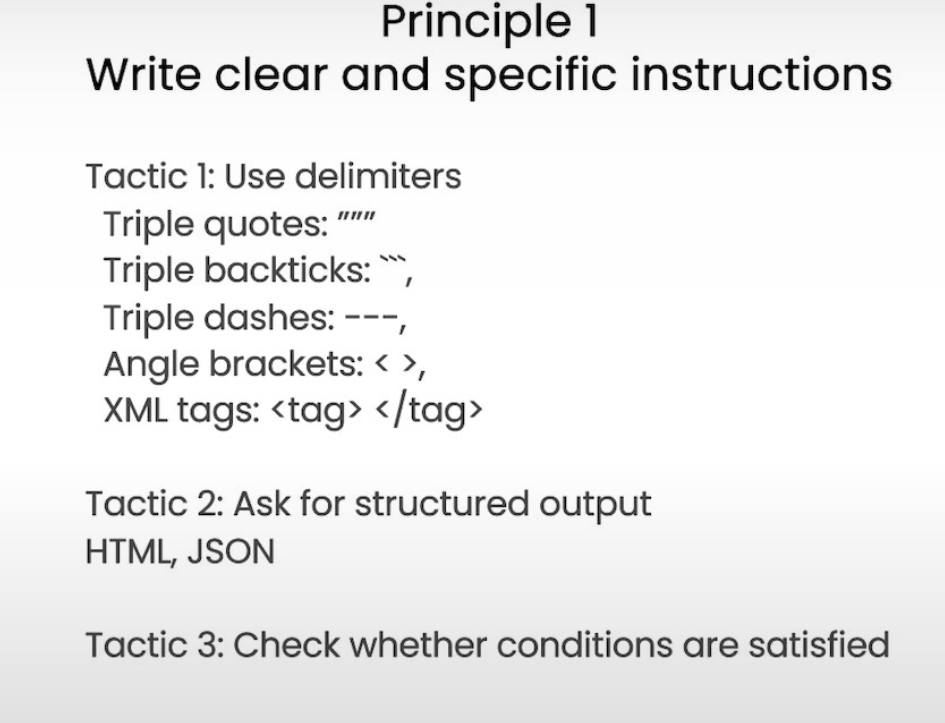 Principle 1
Write clear and specific instructions
Tactic 1: Use delimiters
Triple quotes: """
Triple backticks: ```,
Triple dashes: ---,
Angle brackets: < >,
XML tags: <tag> </tag>
Tactic 2: Ask for structured output
HTML, JSON
Tactic 3: Check whether conditions are satisfied